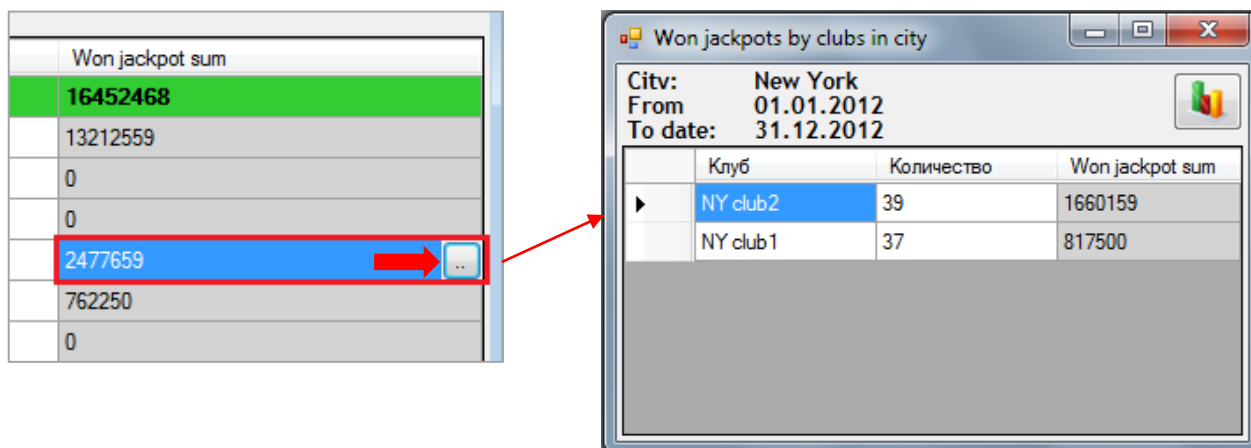 Won jackpot sum
16452468
13212559
0
0
2477659 ..
762250
0
Won jackpots by clubs in city
City: New York
From 01.01.2012
To date: 31.12.2012
Клуб Количество Won jackpot sum
NY club2 39 1660159
NY club1 37 817500